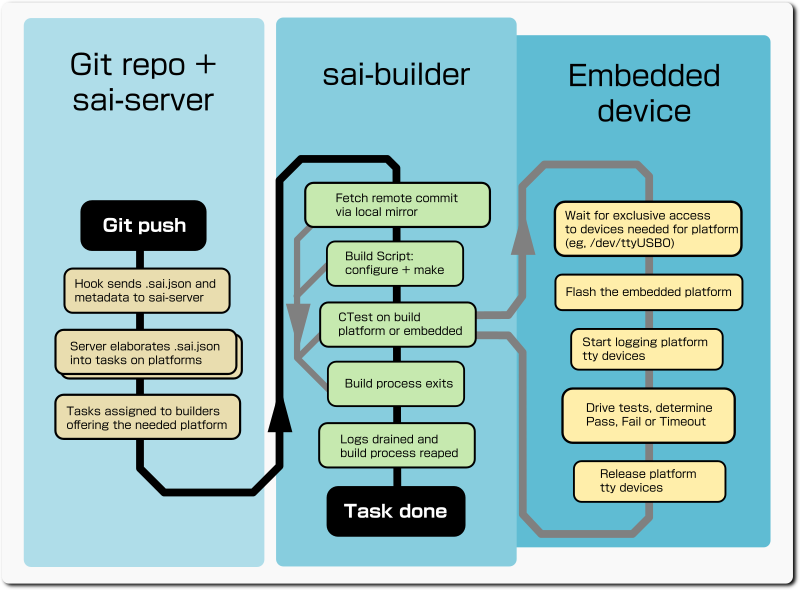 Git repo +
sai-server
Git push
Hook sends .sai.json and
metadata to sai-server
Server elaborates .sai.json
into tasks on platforms
Tasks assigned to builders
offering the needed platform
sai-builder
Fetch remote commit
via local mirror
Build Script:
configure + make
CTest on build
platform or embedded
Build process exits
Logs drained and
build process reaped
Task done
Embedded
device
Wait for exclusive access
to devices needed for platform
(eg, /dev/ttyUSB0)
Flash the embedded platform
Start logging platform
tty devices
Drive tests, determine
Pass, Fail or Timeout
Release platform
tty devices